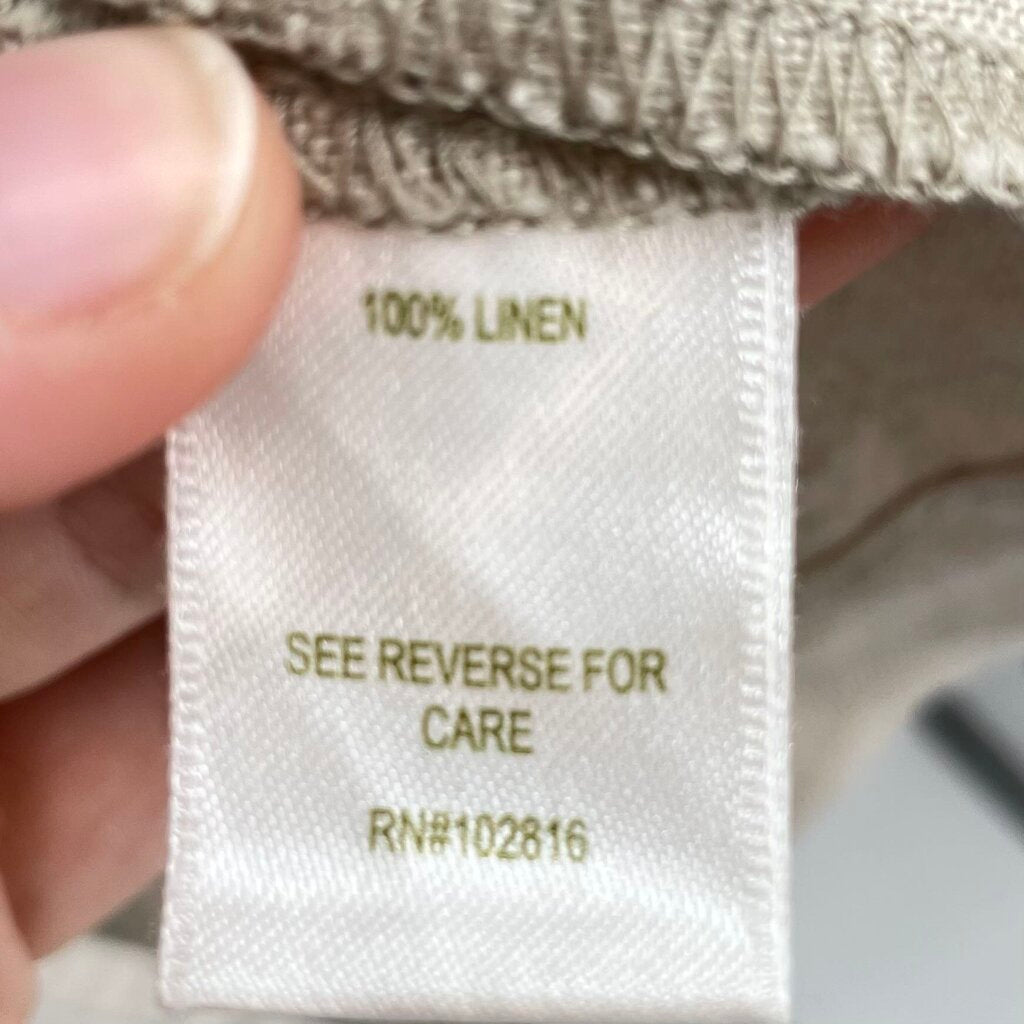 100% LINEN
SEE REVERSE FOR
CARE
RN#102816